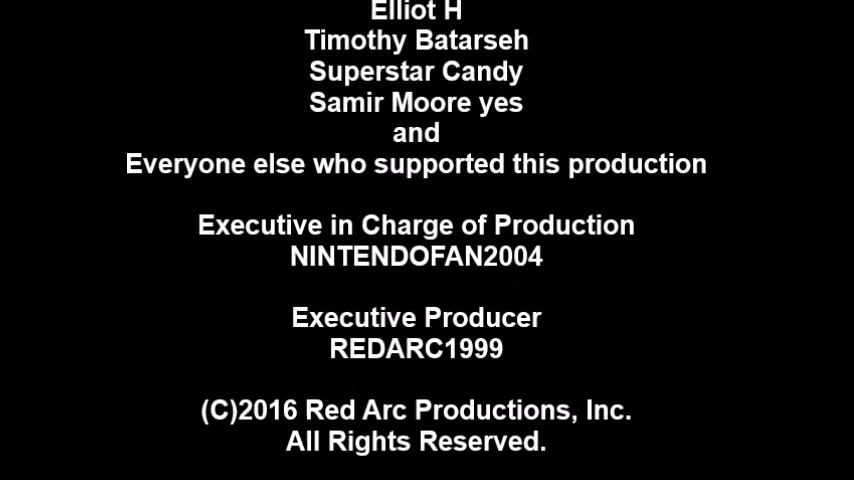 Elliot H
Timothy Batarseh
Superstar Candy
Samir Moore yes
and
Everyone else who supported this production
Executive in Charge of Production
NINTENDOFAN2004
Executive Producer
REDARC1999
(C)2016 Red Arc Productions, Inc.
All Rights Reserved.